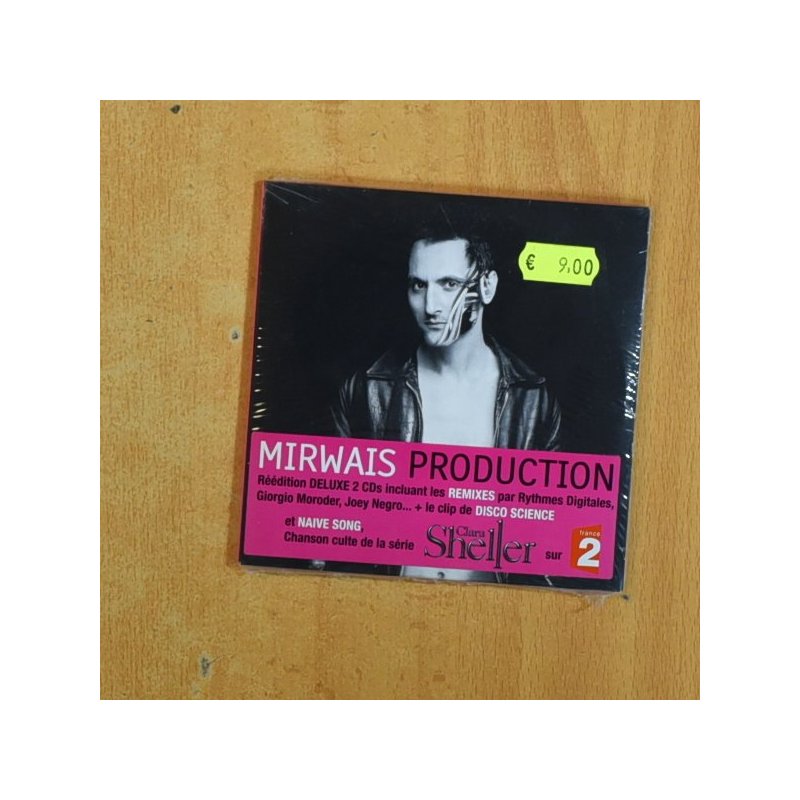 € 9,00
MIRWAIS PRODUCTION
Réédition DELUXE 2 CDs incluant les REMIXES par Rythmes Digitales,
Giorgio Moroder, Joey Negro... + le clip de DISCO SCIENCE
et NAIVE SONG,
Chanson culte de la série Clara Sheller sur france 2